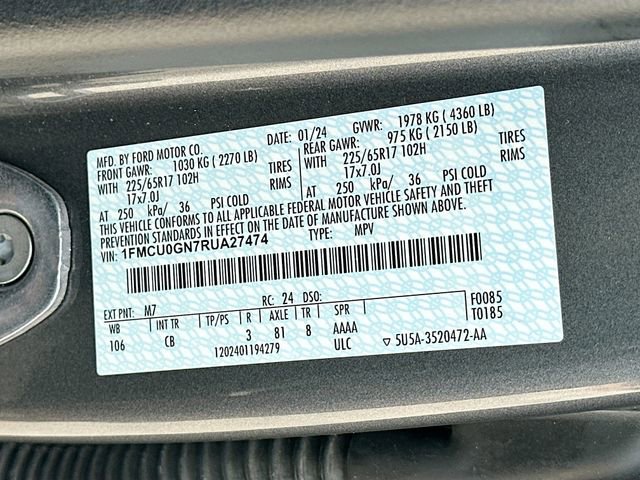 MFD. BY FORD MOTOR CO. DATE: 01/24 GVWR: 1978 KG ( 4360 LB)
FRONT GAWR: 1030 KG ( 2270 LB) REAR GAWR: 975 KG ( 2150 LB)
WITH 225/65R17 102H TIRES WITH 225/65R17 102H TIRES
17x7.0J RIMS 17x7.0J RIMS
AT 250 kPa/ 36 PSI COLD AT 250 kPa/ 36 PSI COLD
THIS VEHICLE CONFORMS TO ALL APPLICABLE FEDERAL MOTOR VEHICLE SAFETY AND THEFT
PREVENTION STANDARDS IN EFFECT ON THE DATE OF MANUFACTURE SHOWN ABOVE.
VIN: 1FMCU0GN7RUA27474 TYPE: MPV
EXT PNT: M7 RC: 24 DSO: F0085
WB INT TR TP/PS R AXLE TR SPR T0185
106 CB 3 81 8 AAAA
1202401194279 ULC ▽ 5U5A-3520472-AA